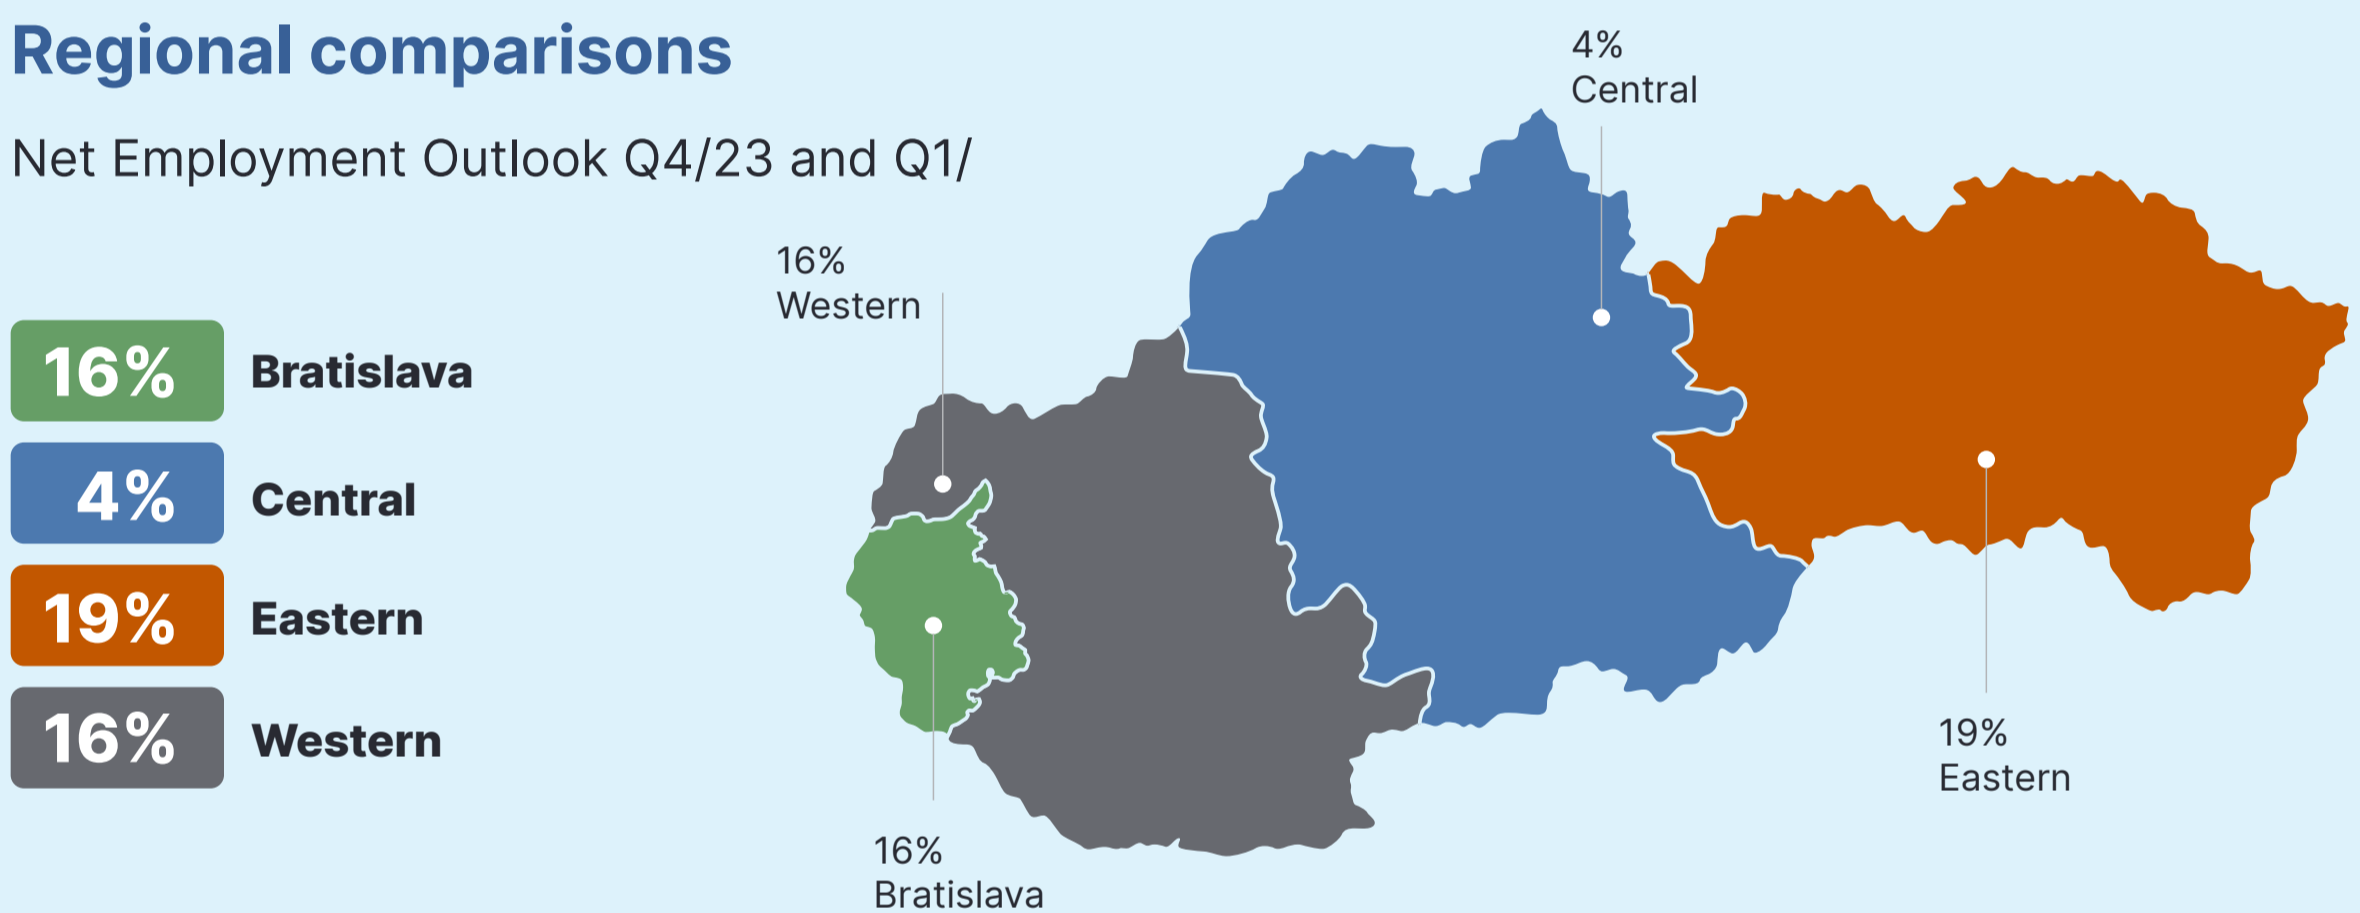 Regional comparisons
Net Employment Outlook Q4/23 and Q1/
16%
Bratislava
4%
Central
19%
Eastern
16%
Western
4%
Central
16%
Western
19%
Eastern
16%
Bratislava